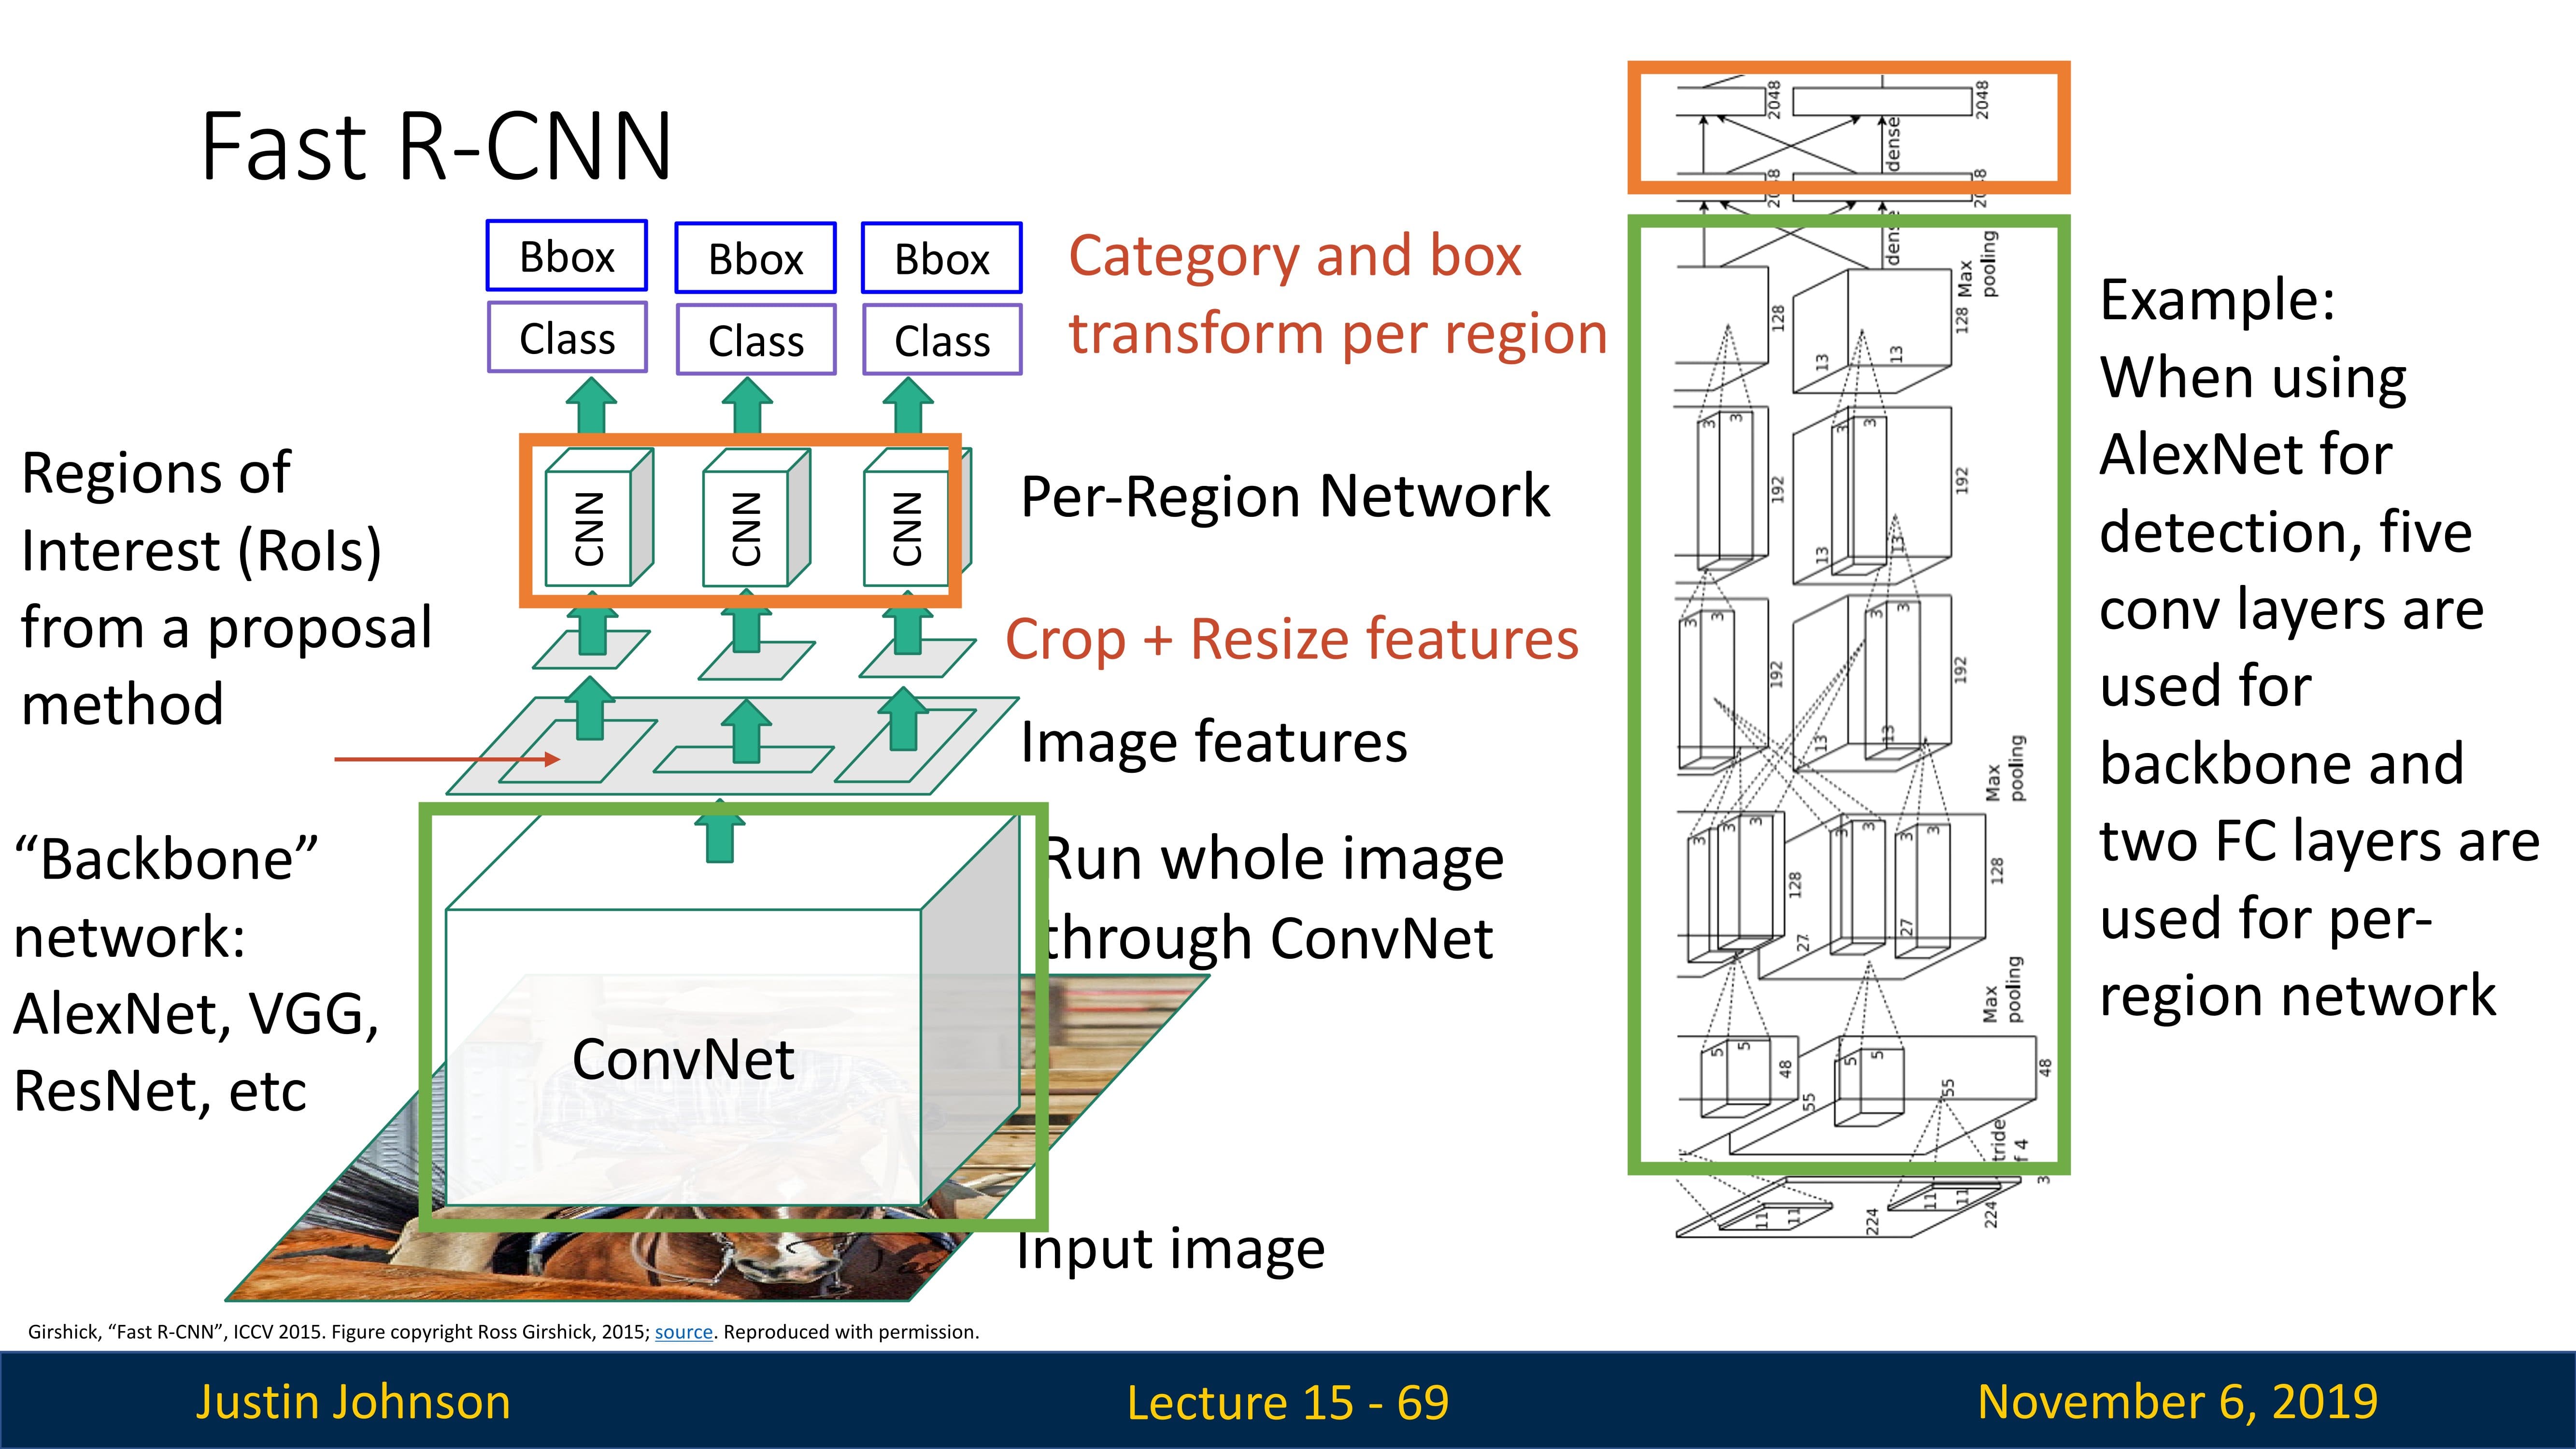 Fast R-CNN
Bbox
Bbox
Bbox
Class
Class
Class
Category and box
transform per region
CNN
CNN
CNN
Per-Region Network
Regions of
Interest (RoIs)
from a proposal
method
Crop + Resize features
Image features
"Backbone"
network:
AlexNet, VGG,
ResNet, etc
Run whole image
through ConvNet
ConvNet
Input image
2048
2048
dense
Max
pooling
128
128
13
13
3
3
3
3
192
192
13
13
3
3
3
3
192
192
13
13
Max
pooling
3
3
3
3
3
3
3
128
128
27
27
Max
pooling
5
5
5
5
48
48
55
55
11
11
11
11
224
224
3
Example:
When using
AlexNet for
detection, five
conv layers are
used for
backbone and
two FC layers are
used for per-
region network
Girshick, "Fast R-CNN", ICCV 2015. Figure copyright Ross Girshick, 2015; source. Reproduced with permission.
Justin Johnson
Lecture 15 - 69
November 6, 2019